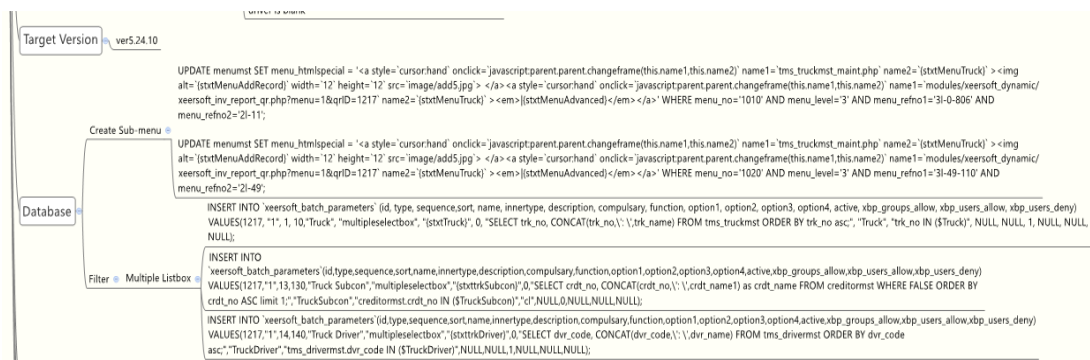 driver is blank
Target Version
ver5.24.10
UPDATE menumst SET menu_htmlspecial = '<a style=`cursor:hand` onclick=`javascript:parent.parent.changeframe(this.name1,this.name2)` name1=`tms_truckmst_maint.php` name2=`(stxtMenuTruck)` ><img
alt=`(stxtMenuAddRecord)` width=`12` height=`12` src=`image/add5.jpg`> </a><a style=`cursor:hand` onclick=`javascript:parent.parent.changeframe(this.name1,this.name2)` name1=`modules/xeersoft_dynamic/
xeersoft_inv_report_qr.php?menu=1&qrID=1217` name2=`(stxtMenuTruck)` ><em>|(stxtMenuAdvanced)</em></a>' WHERE menu_no='1010' AND menu_level='3' AND menu_refno1='3I-0-806' AND
menu_refno2='2I-11';
Create Sub-menu
UPDATE menumst SET menu_htmlspecial = '<a style=`cursor:hand` onclick=`javascript:parent.parent.changeframe(this.name1,this.name2)` name1=`tms_truckmst_maint.php` name2=`(stxtMenuTruck)` ><img
alt=`(stxtMenuAddRecord)` width=`12` height=`12` src=`image/add5.jpg`> </a><a style=`cursor:hand` onclick=`javascript:parent.parent.changeframe(this.name1,this.name2)` name1=`modules/xeersoft_dynamic/
xeersoft_inv_report_qr.php?menu=1&qrID=1217` name2=`(stxtMenuTruck)` ><em>|(stxtMenuAdvanced)</em></a>' WHERE menu_no='1020' AND menu_level='3' AND menu_refno1='3I-49-110' AND
menu_refno2='2I-49';
Database
INSERT INTO `xeersoft_batch_parameters` (id, type, sequence,sort, name, innertype, description, compulsary, function, option1, option2, option3, option4, active, xbp_groups_allow, xbp_users_allow, xbp_users_deny)
VALUES(1217, "1", 1, 10,"Truck", "multipleselectbox", "(stxtTruck)", 0, "SELECT trk_no, CONCAT(trk_no,\': \',trk_name) FROM tms_truckmst ORDER BY trk_no asc;", "Truck", "trk_no IN ($Truck)", NULL, NULL, 1, NULL, NULL,
NULL);
Filter
Multiple Listbox
INSERT INTO
`xeersoft_batch_parameters`(id,type,sequence,sort,name,innertype,description,compulsary,function,option1,option2,option3,option4,active,xbp_groups_allow,xbp_users_allow,xbp_users_deny)
VALUES(1217,"1",13,130,"Truck Subcon","multipleselectbox","(stxttrkSubcon)",0,"SELECT crdt_no, CONCAT(crdt_no,\': \',crdt_name1) as crdt_name FROM creditormst WHERE FALSE ORDER BY
crdt_no ASC limit 1;","TruckSubcon","creditormst.crdt_no IN ($TruckSubcon)","cl",NULL,0,NULL,NULL,NULL);
INSERT INTO `xeersoft_batch_parameters`(id,type,sequence,sort,name,innertype,description,compulsary,function,option1,option2,option3,option4,active,xbp_groups_allow,xbp_users_allow,xbp_users_deny)
VALUES(1217,"1",14,140,"Truck Driver","multipleselectbox","(stxttrkDriver)",0,"SELECT dvr_code, CONCAT(dvr_code,\': \',dvr_name) FROM tms_drivermst ORDER BY dvr_code
asc;","TruckDriver","tms_drivermst.dvr_code IN ($TruckDriver)",NULL,NULL,1,NULL,NULL,NULL);